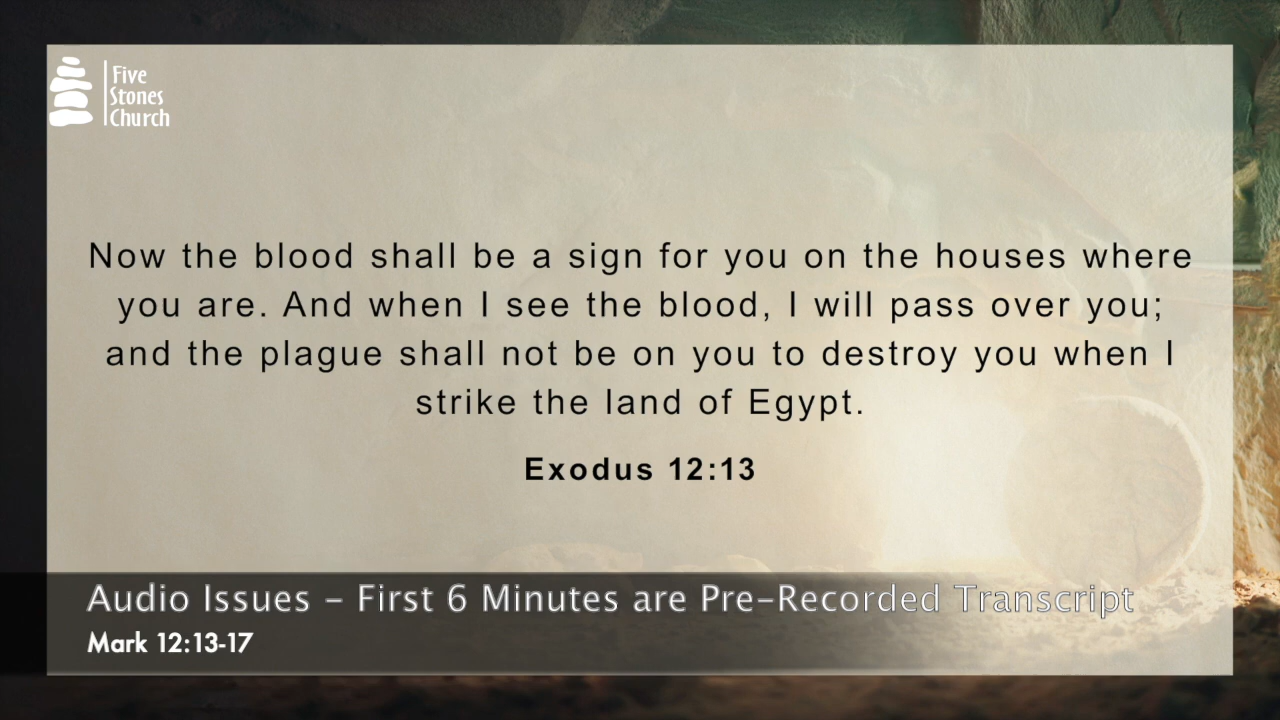 Five
Stones
Church
Now the blood shall be a sign for you on the houses where
you are. And when I see the blood, I will pass over you;
and the plague shall not be on you to destroy you when I
strike the land of Egypt.
Exodus 12:13
Audio Issues – First 6 Minutes are Pre-Recorded Transcript
Mark 12:13-17